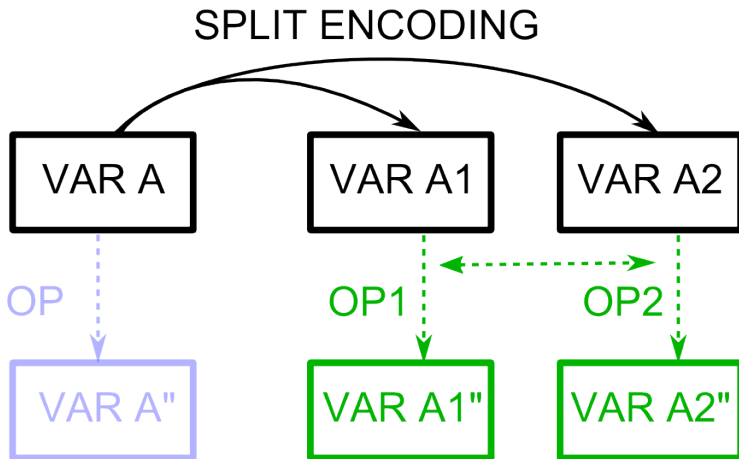 SPLIT ENCODING
VAR A VAR A1 VAR A2
OP OP1 OP2
VAR A" VAR A1" VAR A2"